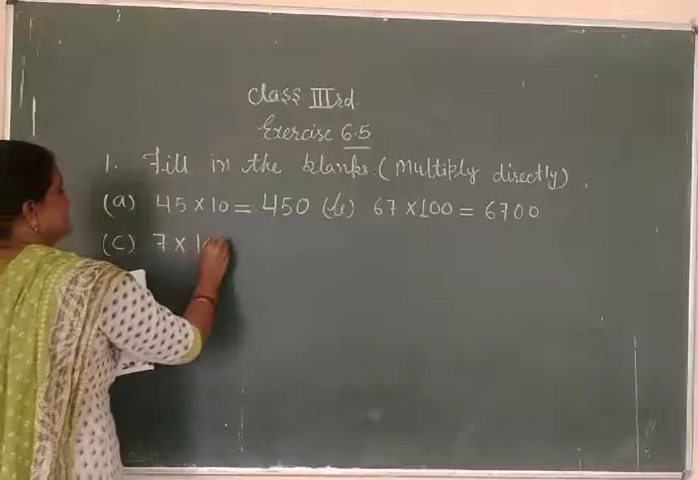 Class IIIrd.
Exercise 6.5
1. Fill in the blanks. (Multiply directly).
(a) 45 × 10 = 450 (b) 67 × 100 = 6700
(c) 7 × 10